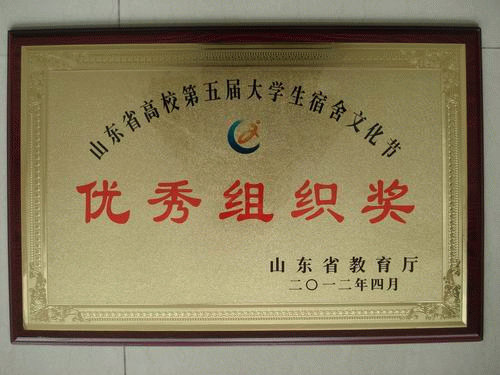 山东省高校第五届大学生宿舍文化节
优秀组织奖
山东省教育厅
二〇一二年四月